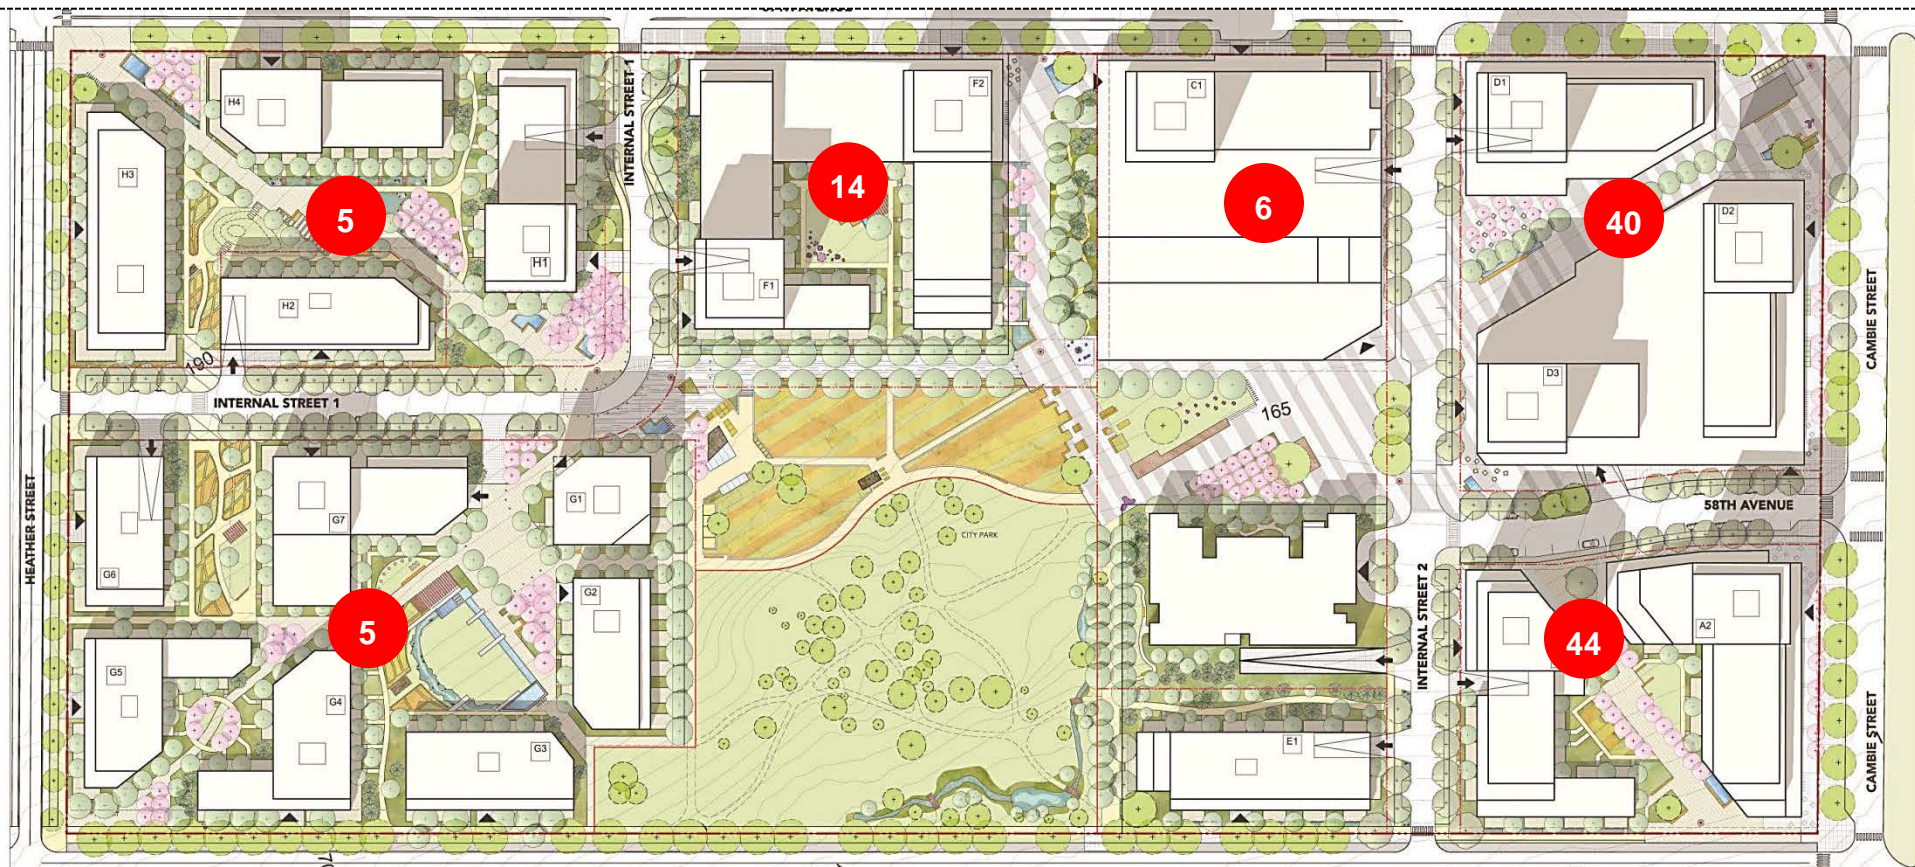 INTERNAL STREET 1
H4
H3
H1
H2
5
190
F2
14
F1
C1
6
D1
40
D2
D3
CAMBIE STREET
INTERNAL STREET 1
165
HEATHER STREET
G7
G1
G6
G2
5
G5
G4
G3
CITY PARK
58TH AVENUE
INTERNAL STREET 2
A2
44
E1
CAMBIE STREET